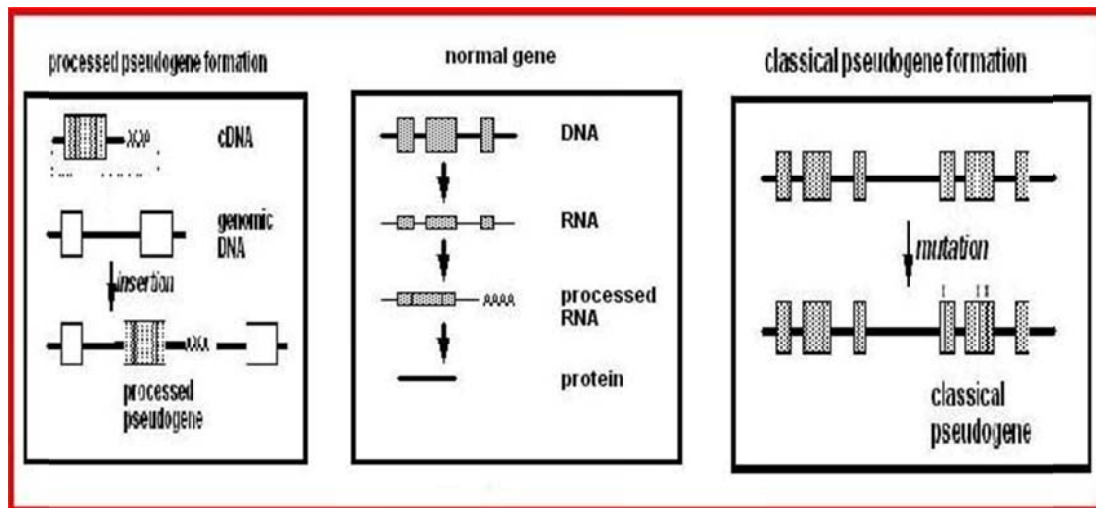 processed pseudogene formation
cDNA
genomic
DNA
insertion
processed
pseudogene
normal gene
DNA
RNA
processed
RNA
protein
classical pseudogene formation
mutation
classical
pseudogene